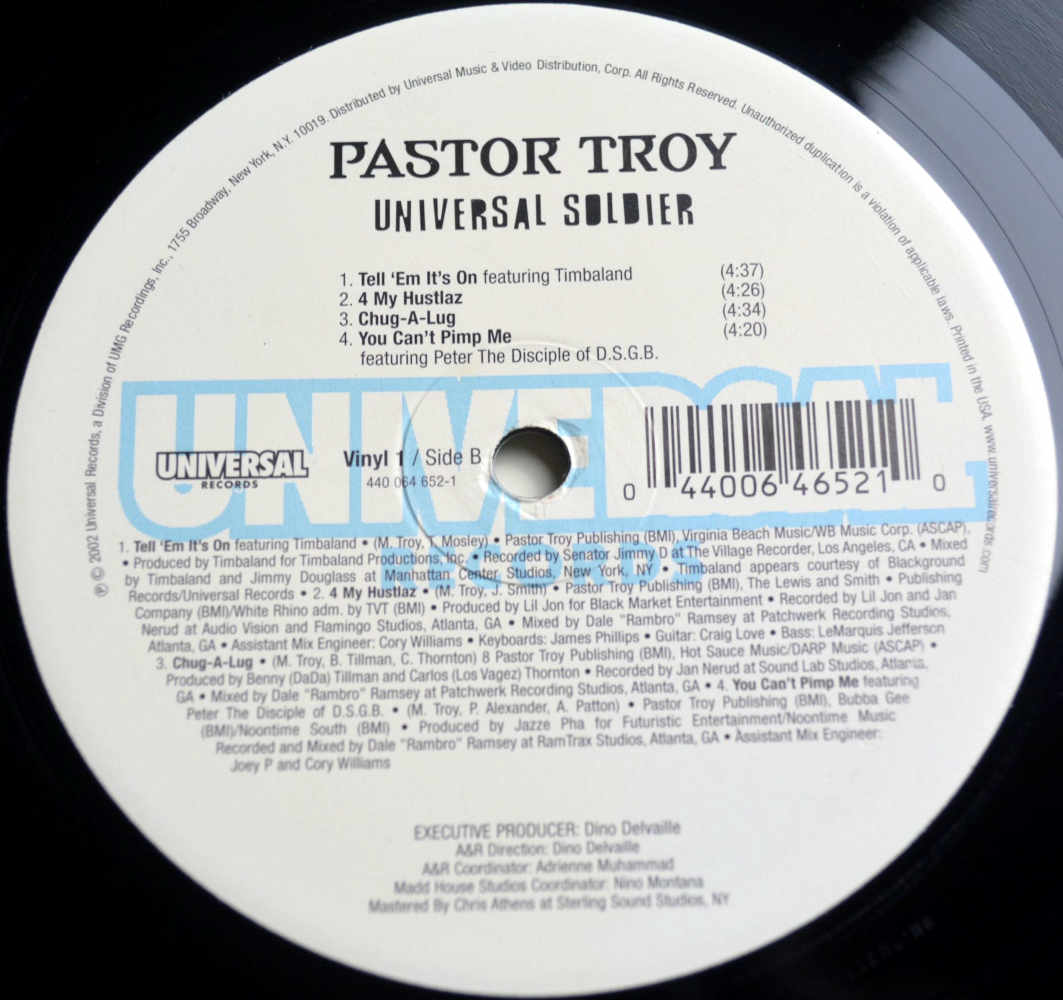 ℗ © 2002 Universal Records, a Division of UMG Recordings, Inc., 1755 Broadway, New York, N.Y. 10019. Distributed by Universal Music & Video Distribution, Corp. All Rights Reserved. Unauthorized duplication is a violation of applicable laws. Printed in the USA. www.universalrecords.com
PASTOR TROY
UNIVERSAL SOLDIER
1. Tell ‘Em It's On featuring Timbaland (4:37)
2. 4 My Hustlaz (4:26)
3. Chug-A-Lug (4:34)
4. You Can't Pimp Me (4:20)
featuring Peter The Disciple of D.S.G.B.
UNIVERSAL
RECORDS
UNIVERSAL
RECORDS
Vinyl 1 / Side B
440 064 652-1
0 44006 46521 0
1. Tell ‘Em It's On featuring Timbaland • (M. Troy, T. Mosley) • Pastor Troy Publishing (BMI), Virginia Beach Music/WB Music Corp. (ASCAP).
• Produced by Timbaland for Timbaland Productions, Inc. • Recorded by Senator Jimmy D at The Village Recorder, Los Angeles, CA • Mixed
by Timbaland and Jimmy Douglass at Manhattan Center Studios, New York, NY • Timbaland appears courtesy of Blackground
Records/Universal Records • 2. 4 My Hustlaz • (M. Troy, J. Smith) • Pastor Troy Publishing (BMI), The Lewis and Smith • Publishing
Company (BMI)/White Rhino adm. by TVT (BMI) • Produced by Lil Jon for Black Market Entertainment • Recorded by Lil Jon and Jan
Nerud at Audio Vision and Flamingo Studios, Atlanta, GA • Mixed by Dale "Rambro" Ramsey at Patchwerk Recording Studios,
Atlanta, GA • Assistant Mix Engineer: Cory Williams • Keyboards: James Phillips • Guitar: Craig Love • Bass: LeMarquis Jefferson
3. Chug-A-Lug • (M. Troy, B. Tillman, C. Thornton) 8 Pastor Troy Publishing (BMI), Hot Sauce Music/DARP Music (ASCAP) •
Produced by Benny (DaDa) Tillman and Carlos (Los Vagez) Thornton • Recorded by Jan Nerud at Sound Lab Studios, Atlanta,
GA • Mixed by Dale "Rambro" Ramsey at Patchwerk Recording Studios, Atlanta, GA • 4. You Can't Pimp Me featuring
Peter The Disciple of D.S.G.B. • (M. Troy, P. Alexander, A. Patton) • Pastor Troy Publishing (BMI), Bubba Gee
(BMI)/Noontime South (BMI) • Produced by Jazze Pha for Futuristic Entertainment/Noontime Music
Recorded and Mixed by Dale "Rambro" Ramsey at RamTrax Studios, Atlanta, GA • Assistant Mix Engineer:
Joey P and Cory Williams
EXECUTIVE PRODUCER: Dino Delvaille
A&R Direction: Dino Delvaille
A&R Coordinator: Adrienne Muhammad
Madd House Studios Coordinator: Nino Montana
Mastered By Chris Athens at Sterling Sound Studios, NY